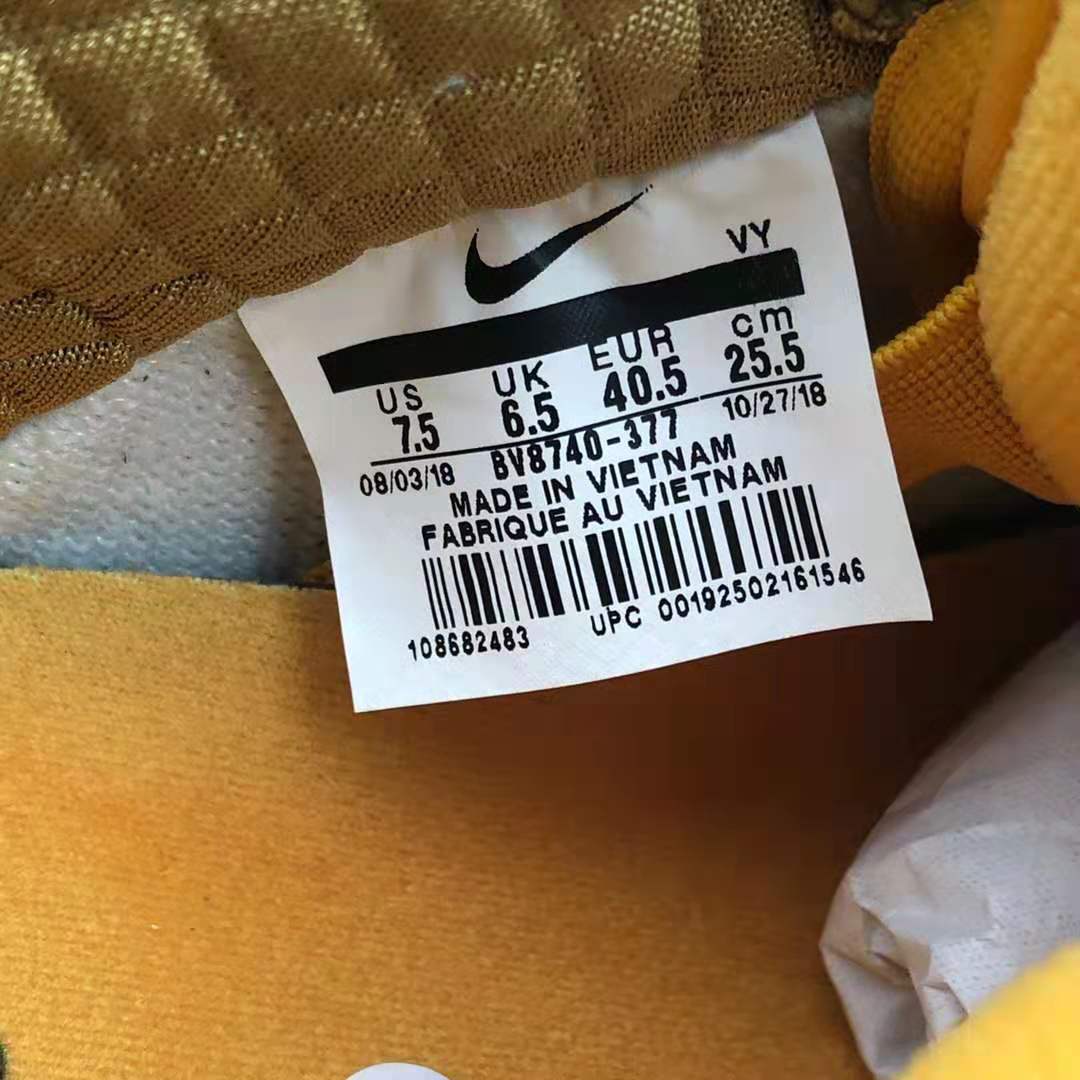 VY
US UK EUR cm
7.5 6.5 40.5 25.5
08/03/18 BV8740-377 10/27/18
MADE IN VIETNAM
FABRIQUE AU VIETNAM
108682483 UPC 00192502161546